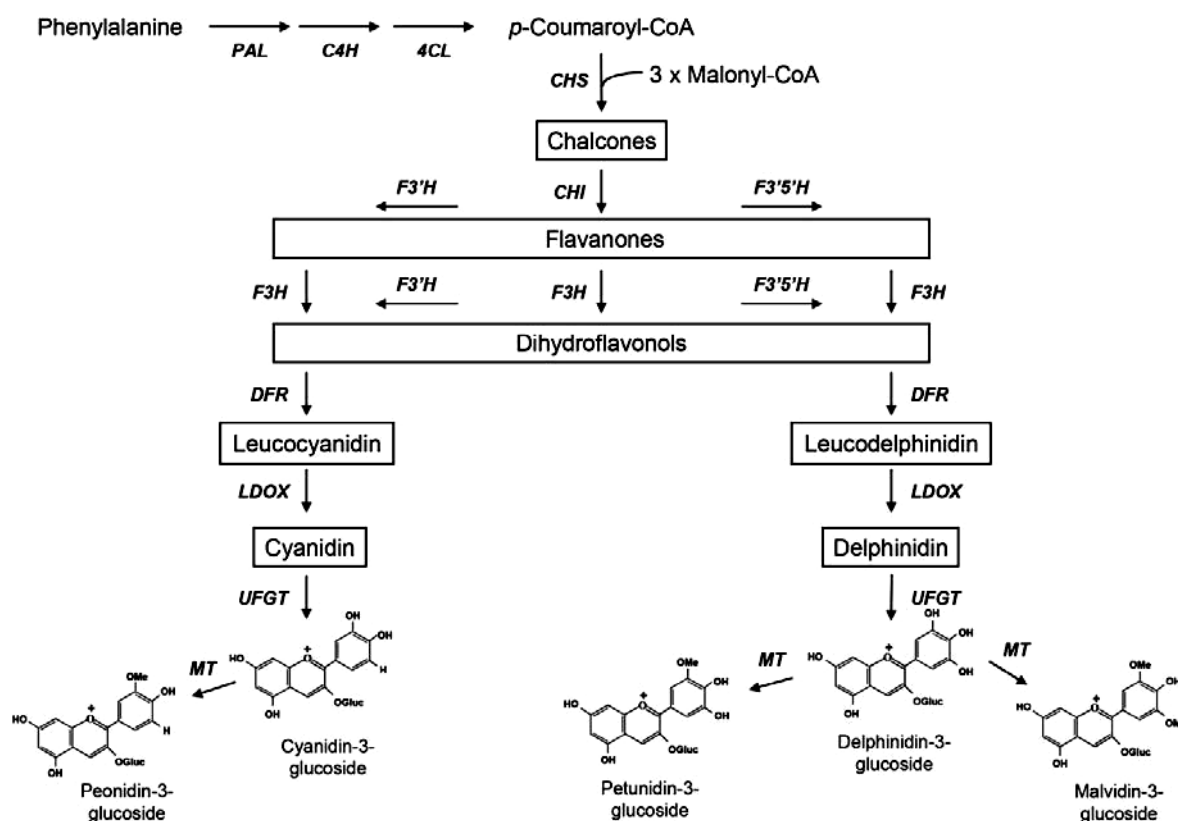 Phenylalanine
PAL
C4H
4CL
p-Coumaroyl-CoA
CHS
3 x Malonyl-CoA
Chalcones
F3'H
CHI
F3'5'H
Flavanones
F3H
F3'H
F3H
F3'5'H
F3H
Dihydroflavonols
DFR
DFR
Leucocyanidin
Leucodelphinidin
LDOX
LDOX
Cyanidin
Delphinidin
UFGT
UFGT
OH
OH
HO
O
+
H
OGluc
OH
MT
OMe
OH
HO
O
+
H
OGluc
OH
Cyanidin-3-
glucoside
Peonidin-3-
glucoside
OH
OH
OH
HO
O
+
OGluc
OH
MT
MT
OMe
OH
OH
HO
O
+
OGluc
OH
OMe
OH
OMe
HO
O
+
OGluc
OH
Petunidin-3-
glucoside
Delphinidin-3-
glucoside
Malvidin-3-
glucoside